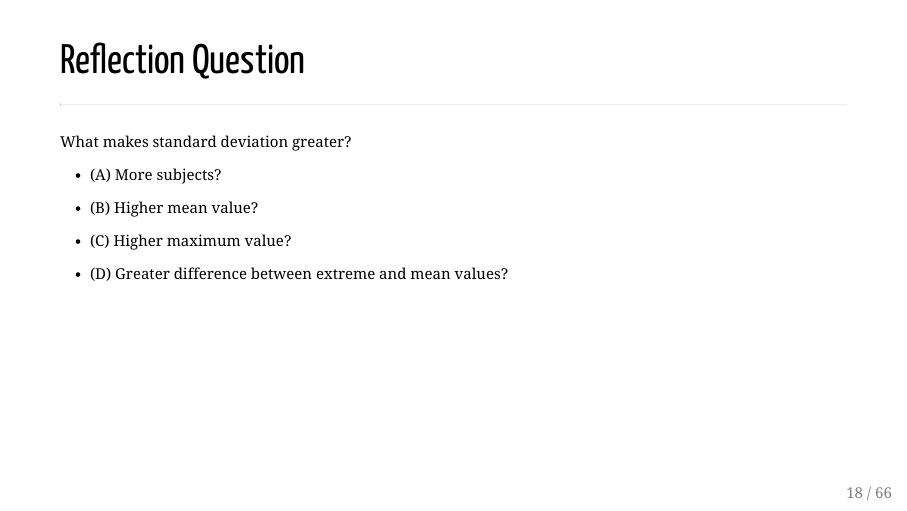 Reflection Question
What makes standard deviation greater?
• (A) More subjects?
• (B) Higher mean value?
• (C) Higher maximum value?
• (D) Greater difference between extreme and mean values?
18 / 66